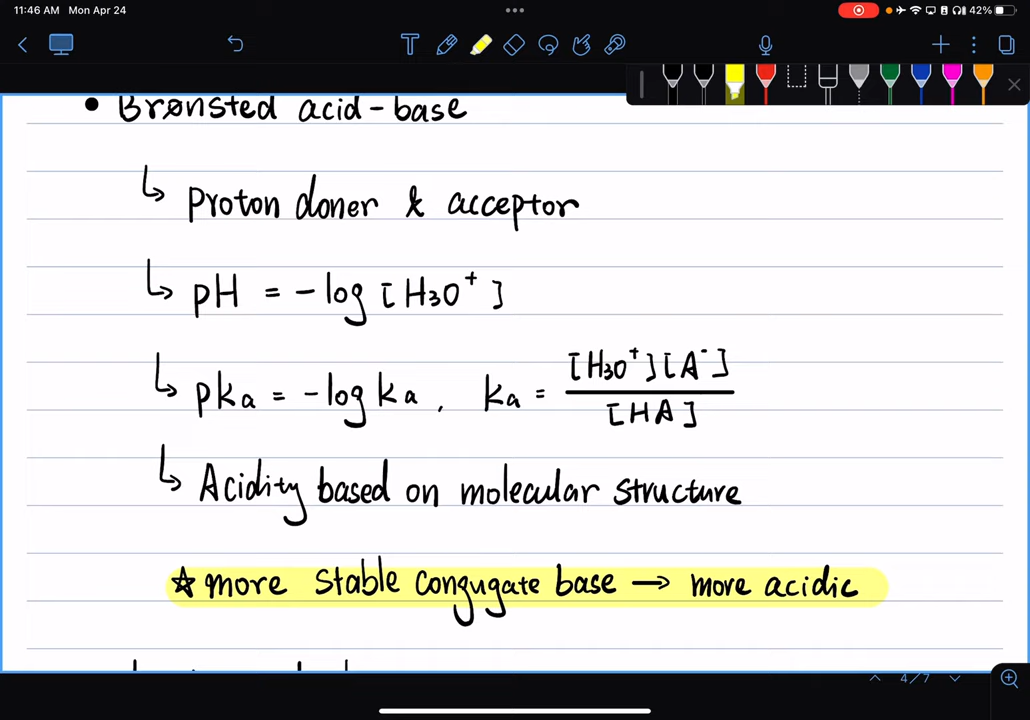 11:46 AM Mon Apr 24
42%
• Brønsted acid-base
↳ Proton doner & acceptor
↳ pH = -log [H3O+]
↳ pka = -log ka , ka = [H3O+][A-] / [HA]
↳ Acidity based on molecular structure
☆ more stable conjugate base → more acidic
4/7